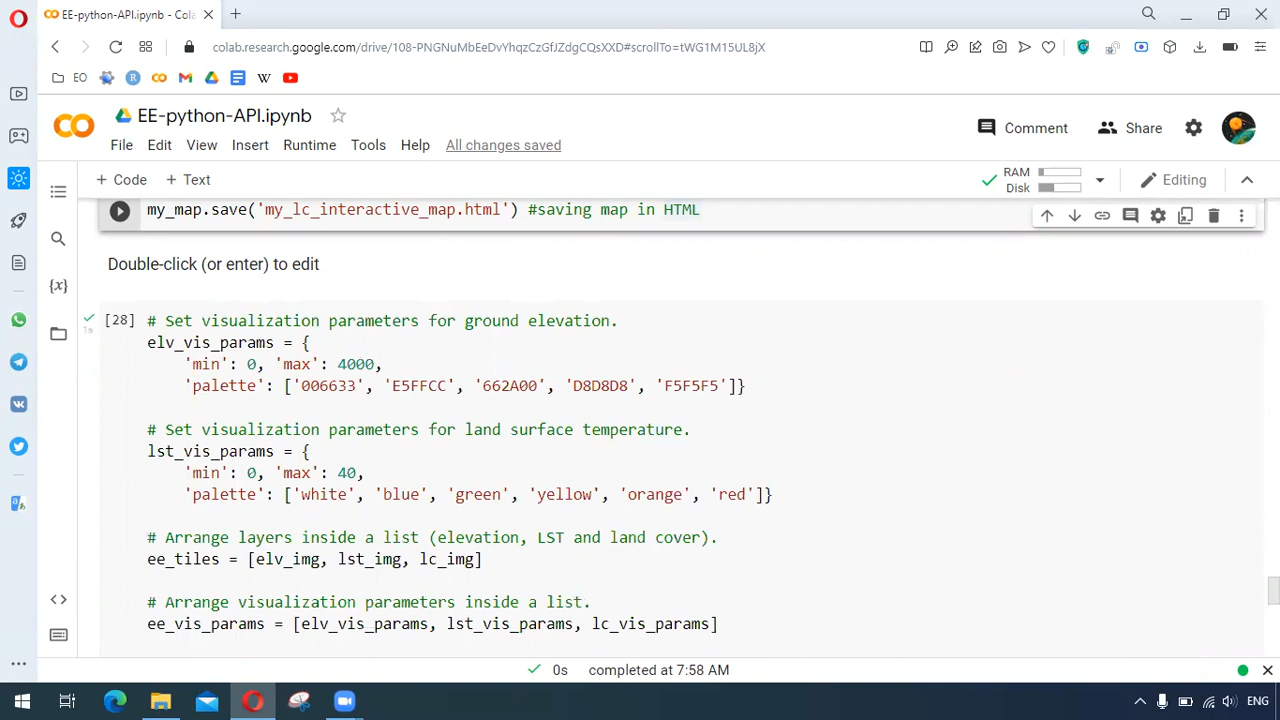 EE-python-API.ipynb - Cola
colab.research.google.com/drive/108-PNGNuMbEeDvYhqzCzGfJZdgCQsXXD#scrollTo=tWG1M15UL8jX
EO
EE-python-API.ipynb
Comment
Share
File Edit View Insert Runtime Tools Help All changes saved
+ Code + Text
RAM
Disk
Editing
my_map.save('my_lc_interactive_map.html') #saving map in HTML
Double-click (or enter) to edit
[28] # Set visualization parameters for ground elevation.
1s
elv_vis_params = {
'min': 0, 'max': 4000,
'palette': ['006633', 'E5FFCC', '662A00', 'D8D8D8', 'F5F5F5']}
# Set visualization parameters for land surface temperature.
lst_vis_params = {
'min': 0, 'max': 40,
'palette': ['white', 'blue', 'green', 'yellow', 'orange', 'red']}
# Arrange layers inside a list (elevation, LST and land cover).
ee_tiles = [elv_img, lst_img, lc_img]
# Arrange visualization parameters inside a list.
ee_vis_params = [elv_vis_params, lst_vis_params, lc_vis_params]
0s completed at 7:58 AM
ENG